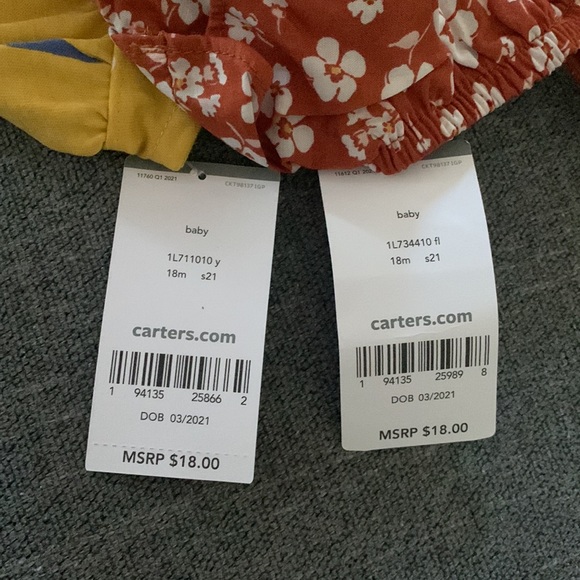 11760 Q1 2021
baby
1L711010 y
18m s21
carters.com
1 94135 25866 2
DOB 03/2021
MSRP $18.00
11612 Q1
baby
1L734410 fl
18m s21
carters.com
1 94135 25989 8
DOB 03/2021
MSRP $18.00